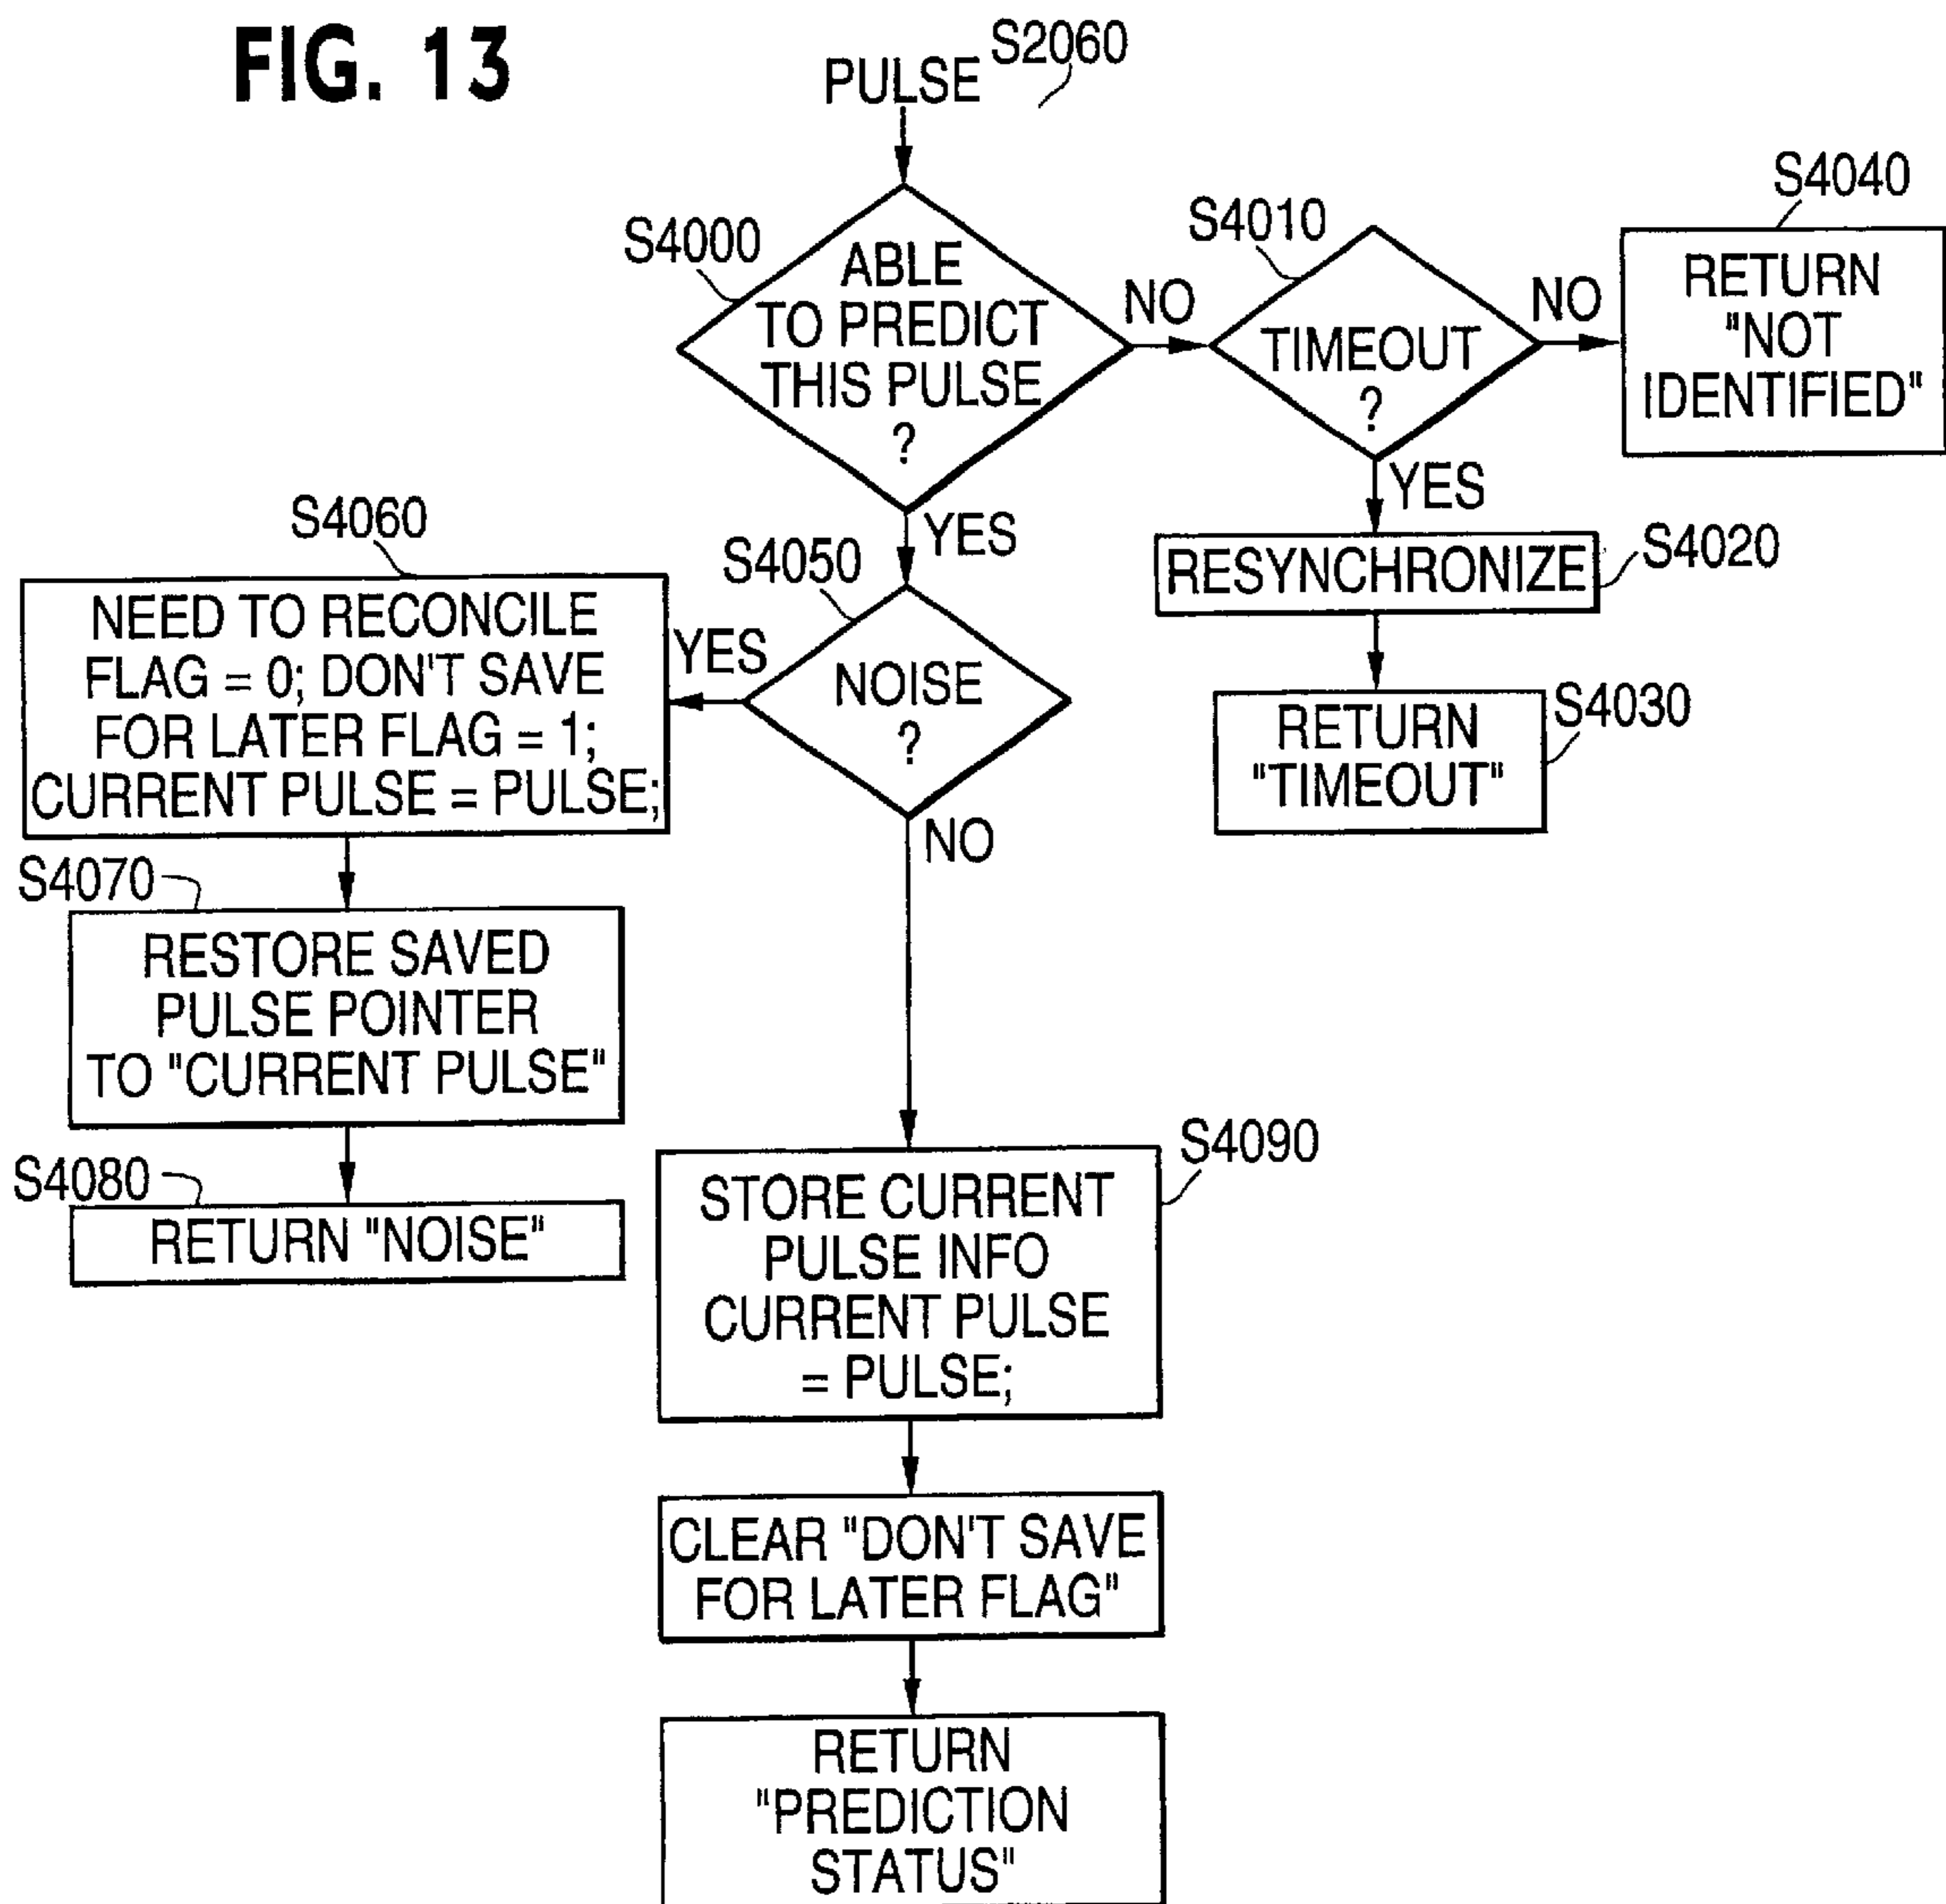 FIG. 13
PULSE
S2060
S4000
ABLE
TO PREDICT
THIS PULSE
?
NO
S4010
TIMEOUT
?
NO
S4040
RETURN
"NOT
IDENTIFIED"
YES
RESYNCHRONIZE
S4020
RETURN
"TIMEOUT"
S4030
YES
S4050
NOISE
?
YES
S4060
NEED TO RECONCILE
FLAG = 0; DON'T SAVE
FOR LATER FLAG = 1;
CURRENT PULSE = PULSE;
S4070
RESTORE SAVED
PULSE POINTER
TO "CURRENT PULSE"
S4080
RETURN "NOISE"
NO
S4090
STORE CURRENT
PULSE INFO
CURRENT PULSE
= PULSE;
CLEAR "DON'T SAVE
FOR LATER FLAG"
RETURN
"PREDICTION
STATUS"